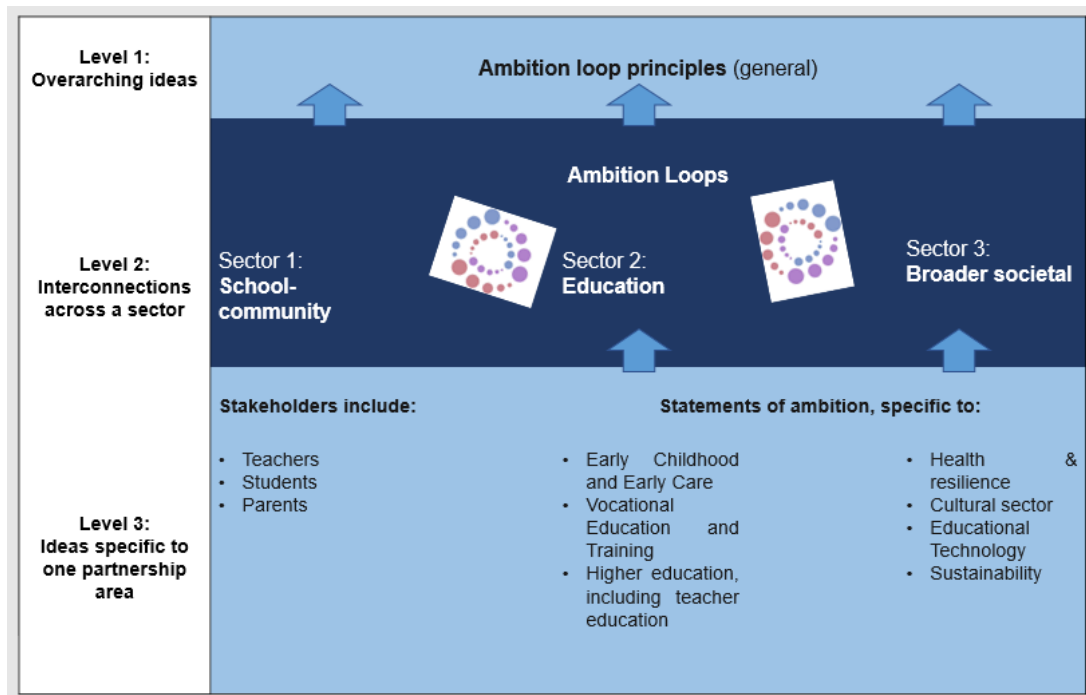 Level 1:
Overarching ideas
Ambition loop principles (general)
Level 2:
Interconnections
across a sector
Ambition Loops
Sector 1:
School-
community
Sector 2:
Education
Sector 3:
Broader societal
Level 3:
Ideas specific to
one partnership
area
Stakeholders include:
• Teachers
• Students
• Parents
Statements of ambition, specific to:
• Early Childhood
and Early Care
• Vocational
Education and
Training
• Higher education,
including teacher
education
• Health &
resilience
• Cultural sector
• Educational
Technology
• Sustainability